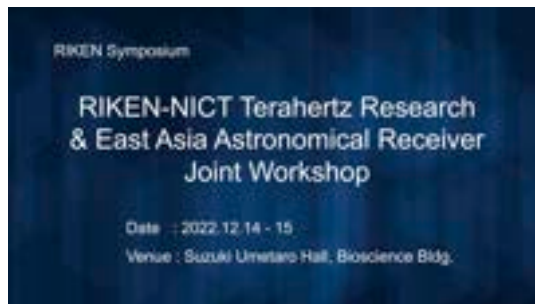 RIKEN Symposium
RIKEN-NICT Terahertz Research
& East Asia Astronomical Receiver
Joint Workshop
Date : 2022.12.14 - 15
Venue : Suzuki Umetaro Hall, Bioscience Bldg.